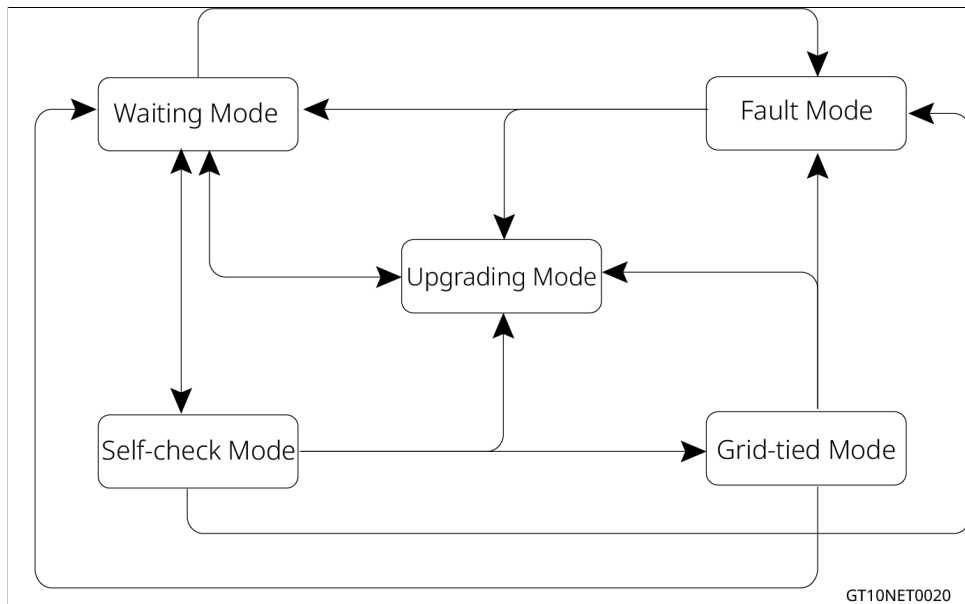 Waiting Mode
Fault Mode
Upgrading Mode
Self-check Mode
Grid-tied Mode
GT10NET0020